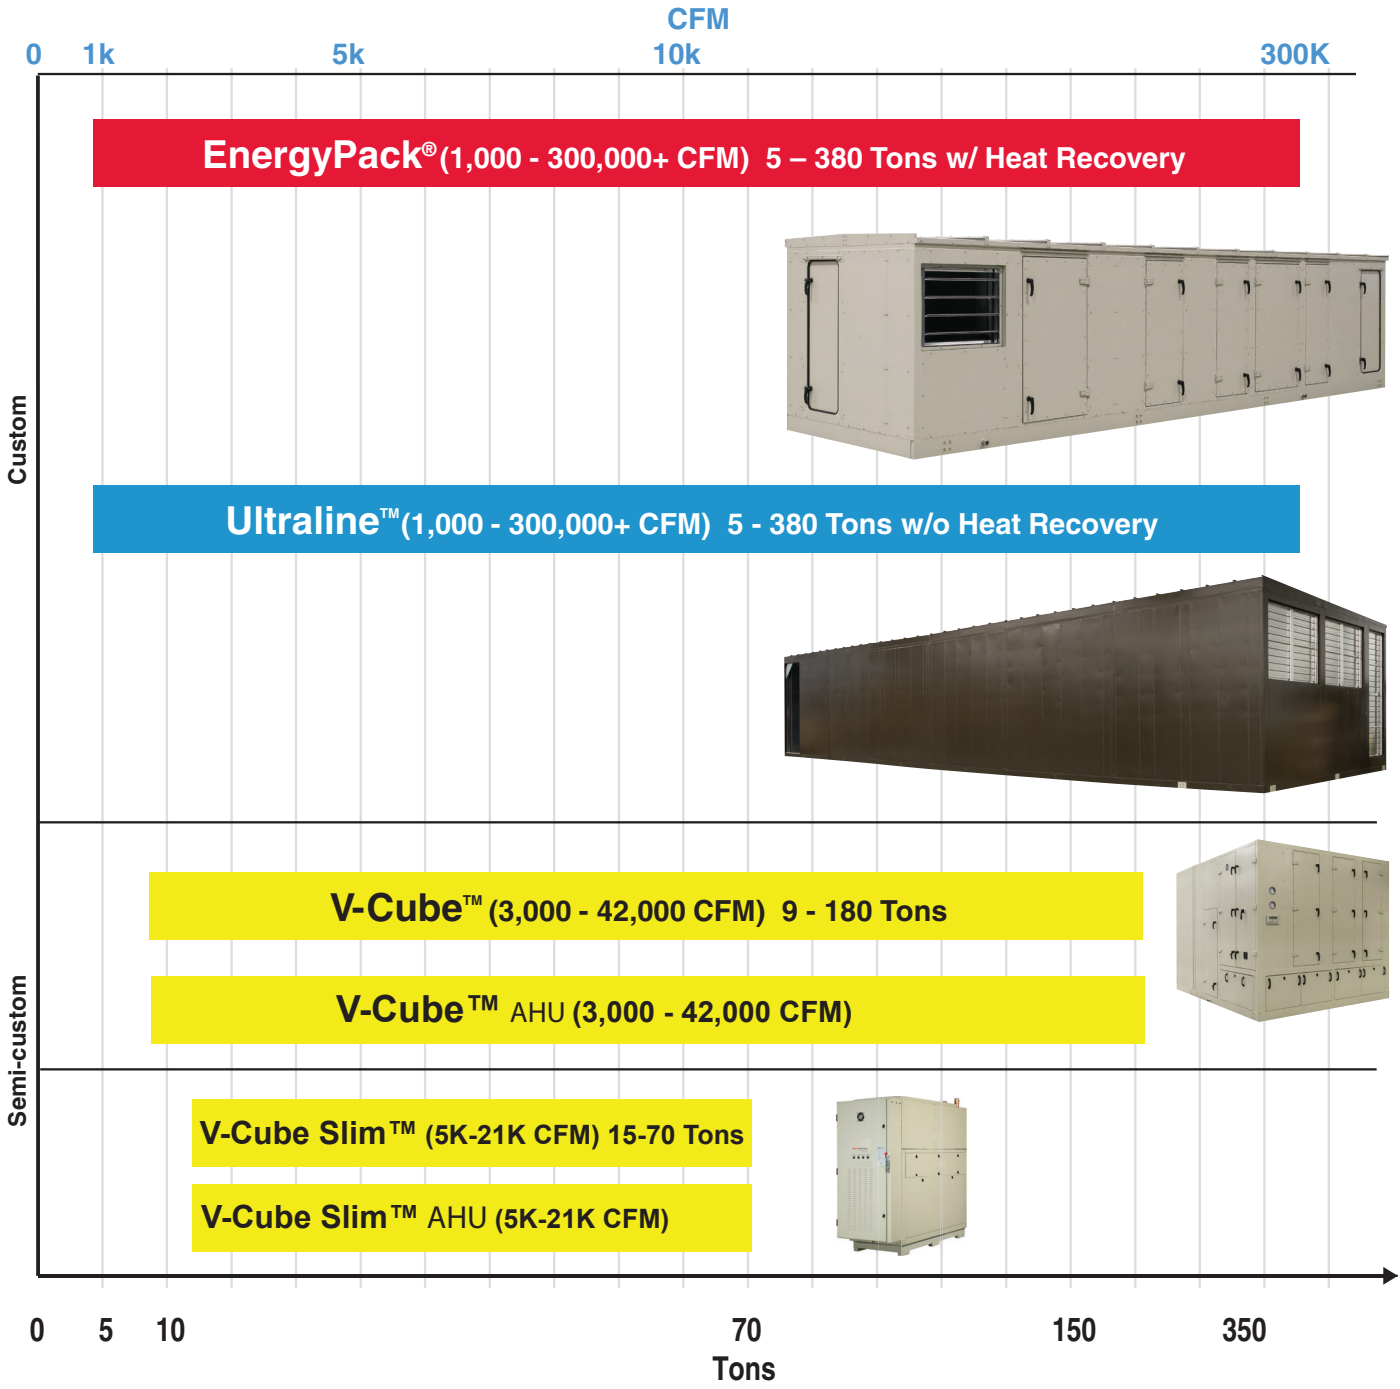 CFM
0 1k 5k 10k 300K
EnergyPack® (1,000 - 300,000+ CFM) 5 – 380 Tons w/ Heat Recovery
Custom
Ultraline™ (1,000 - 300,000+ CFM) 5 - 380 Tons w/o Heat Recovery
V-Cube™ (3,000 - 42,000 CFM) 9 - 180 Tons
V-Cube™ AHU (3,000 - 42,000 CFM)
Semi-custom
V-Cube Slim™ (5K-21K CFM) 15-70 Tons
V-Cube Slim™ AHU (5K-21K CFM)
0 5 10 70 150 350
Tons